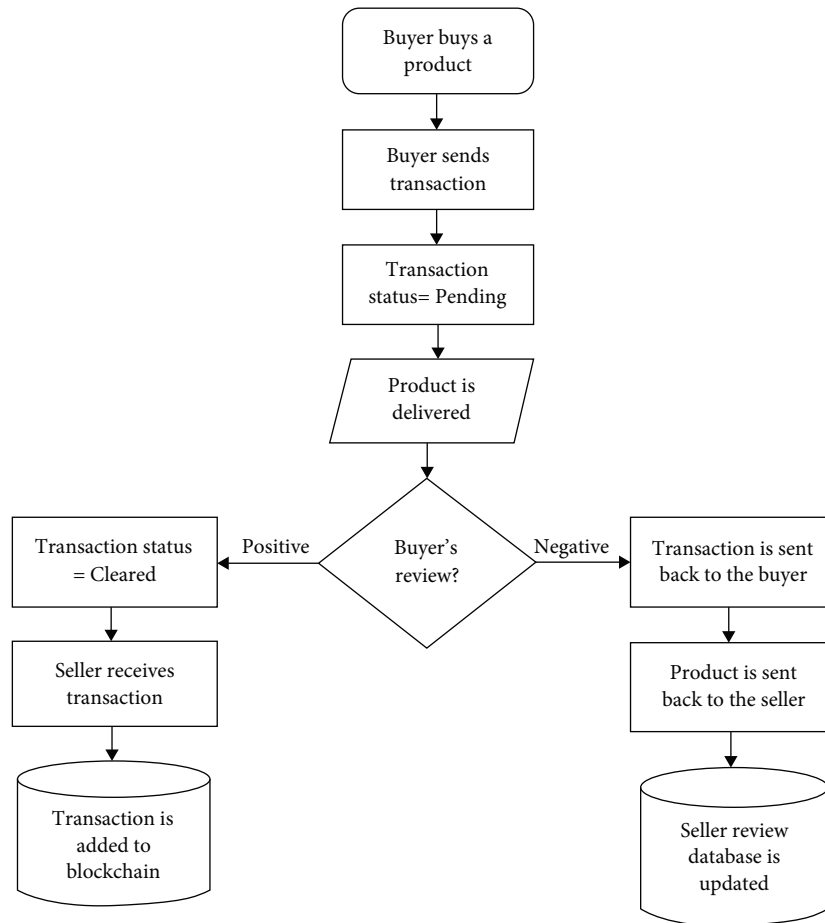 Buyer buys a
product
Buyer sends
transaction
Transaction
status= Pending
Product is
delivered
Buyer's
review?
Positive
Negative
Transaction status
= Cleared
Seller receives
transaction
Transaction is
added to
blockchain
Transaction is sent
back to the buyer
Product is sent
back to the seller
Seller review
database is
updated